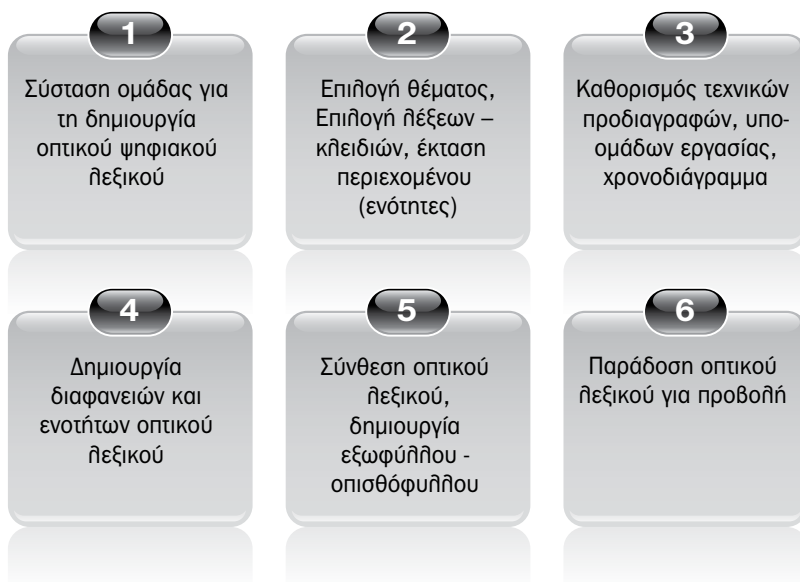 1
Σύσταση ομάδας για
τη δημιουργία
οπτικού ψηφιακού
λεξικού
2
Επιλογή θέματος,
Επιλογή λέξεων –
κλειδιών, έκταση
περιεχομένου
(ενότητες)
3
Καθορισμός τεχνικών
προδιαγραφών, υπο-
ομάδων εργασίας,
χρονοδιάγραμμα
4
Δημιουργία
διαφανειών και
ενοτήτων οπτικού
λεξικού
5
Σύνθεση οπτικού
λεξικού,
δημιουργία
εξωφύλλου -
οπισθόφυλλου
6
Παράδοση οπτικού
λεξικού για προβολή